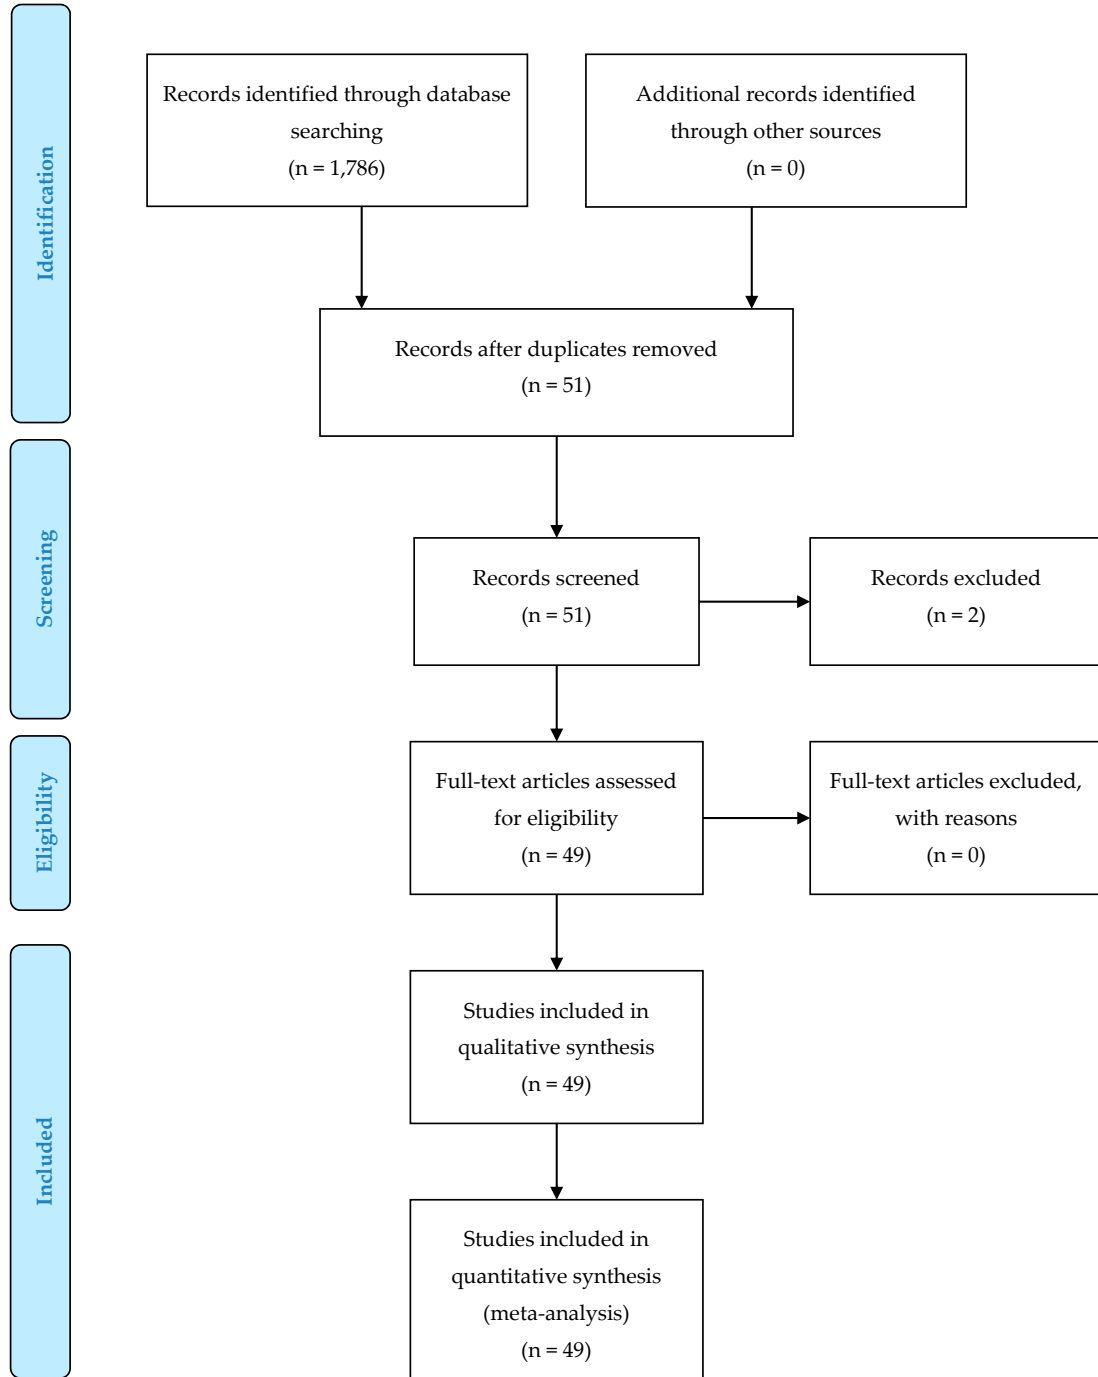 Identification
Records identified through database
searching
(n = 1,786)
Additional records identified
through other sources
(n = 0)
Records after duplicates removed
(n = 51)
Screening
Records screened
(n = 51)
Records excluded
(n = 2)
Eligibility
Full-text articles assessed
for eligibility
(n = 49)
Full-text articles excluded,
with reasons
(n = 0)
Included
Studies included in
qualitative synthesis
(n = 49)
Studies included in
quantitative synthesis
(meta-analysis)
(n = 49)